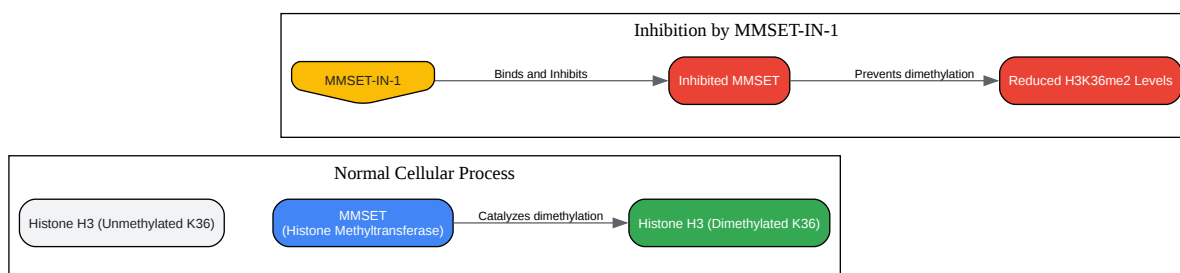 Inhibition by MMSET-IN-1
MMSET-IN-1
Binds and Inhibits
Inhibited MMSET
Prevents dimethylation
Reduced H3K36me2 Levels
Normal Cellular Process
Histone H3 (Unmethylated K36)
MMSET
(Histone Methyltransferase)
Catalyzes dimethylation
Histone H3 (Dimethylated K36)